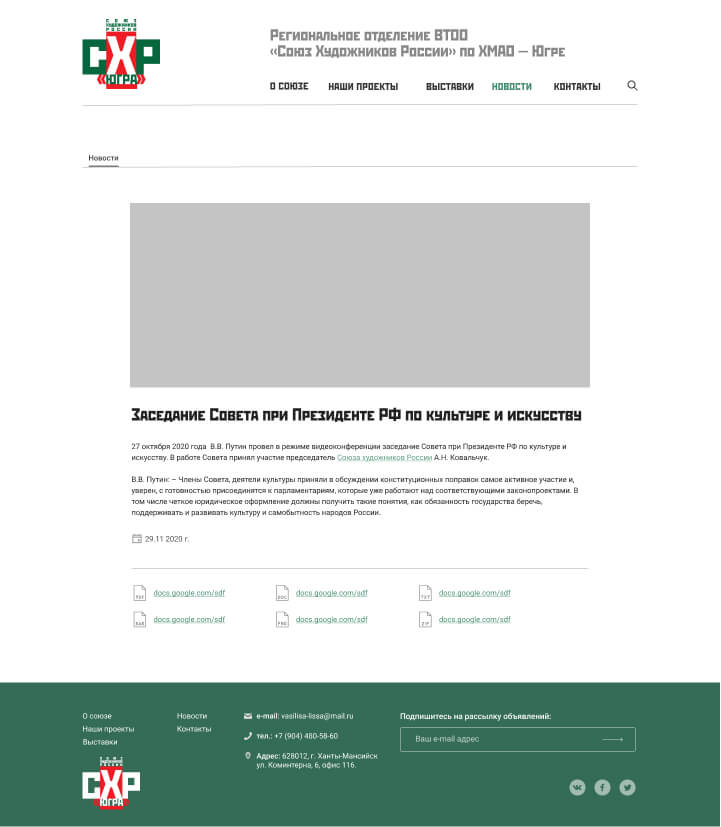 СОЮЗ
ХУДОЖНИКОВ
РОССИИ
СХР
«ЮГРА»
Региональное отделение ВТОО
«Союз Художников России» по ХМАО — Югре
О СОЮЗЕ НАШИ ПРОЕКТЫ ВЫСТАВКИ НОВОСТИ КОНТАКТЫ
Новости
Заседание Совета при Президенте РФ по культуре и искусству
27 октября 2020 года В.В. Путин провел в режиме видеоконференции заседание Совета при Президенте РФ по культуре и
искусству. В работе Совета принял участие председатель Союза художников России А.Н. Ковальчук.
В.В. Путин: – Члены Совета, деятели культуры приняли в обсуждении конституционных поправок самое активное участие и,
уверен, с готовностью присоединятся к парламентариям, которые уже работают над соответствующими законопроектами. В
том числе четкое юридическое оформление должны получить такие понятия, как обязанность государства беречь,
поддерживать и развивать культуру и самобытность народов России.
29.11 2020 г.
PDF docs.google.com/sdf DOC docs.google.com/sdf TXT docs.google.com/sdf
RAR docs.google.com/sdf PNG docs.google.com/sdf ZIP docs.google.com/sdf
О союзе Новости e-mail: vasilisa-lissa@mail.ru Подпишитесь на рассылку объявлений:
Наши проекты Контакты тел.: +7 (904) 480-58-60 Ваш e-mail адрес
Выставки
Адрес: 628012, г. Ханты-Мансийск
ул. Коминтерна, 6, офис 116.
СОЮЗ
ХУДОЖНИКОВ
РОССИИ
СХР
«ЮГРА»